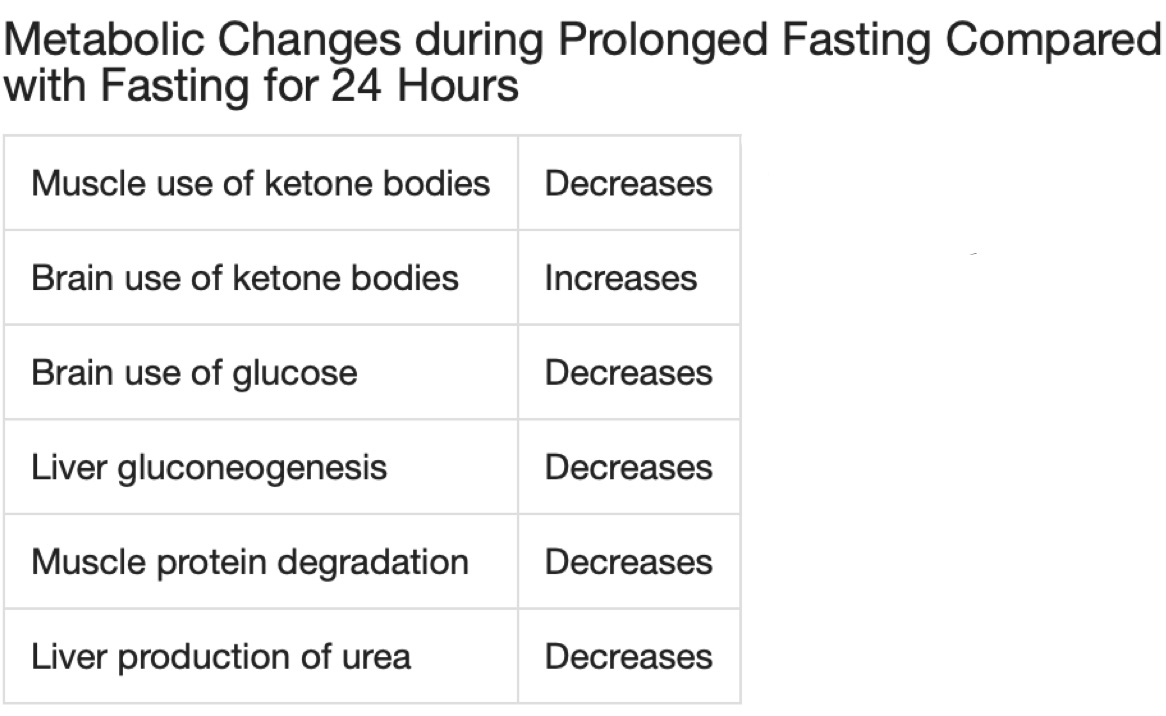 Metabolic Changes during Prolonged Fasting Compared
with Fasting for 24 Hours
Muscle use of ketone bodies Decreases
Brain use of ketone bodies Increases
Brain use of glucose Decreases
Liver gluconeogenesis Decreases
Muscle protein degradation Decreases
Liver production of urea Decreases